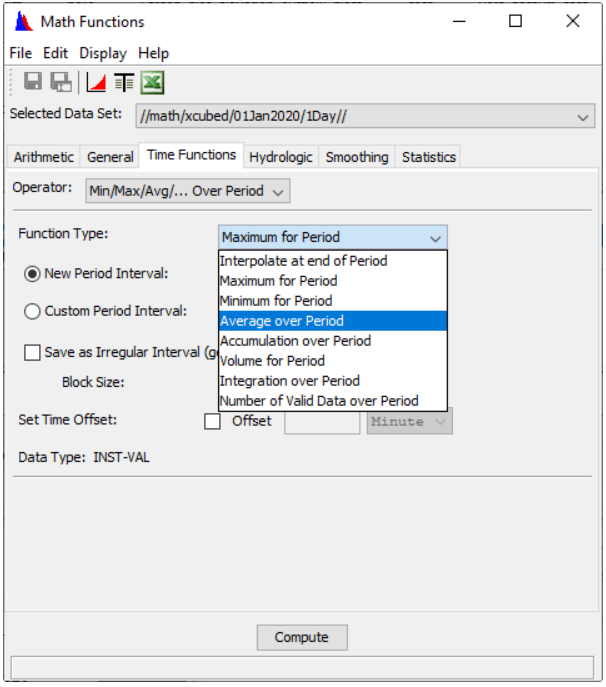 Math Functions
File Edit Display Help
Selected Data Set: //math/xcubed/01Jan2020/1Day//
Arithmetic General Time Functions Hydrologic Smoothing Statistics
Operator: Min/Max/Avg/... Over Period
Function Type: Maximum for Period
Interpolate at end of Period
New Period Interval: Maximum for Period
Minimum for Period
Custom Period Interval: Average over Period
Accumulation over Period
Save as Irregular Interval Volume for Period
Block Size: Integration over Period
Number of Valid Data over Period
Set Time Offset: Offset Minute
Data Type: INST-VAL
Compute